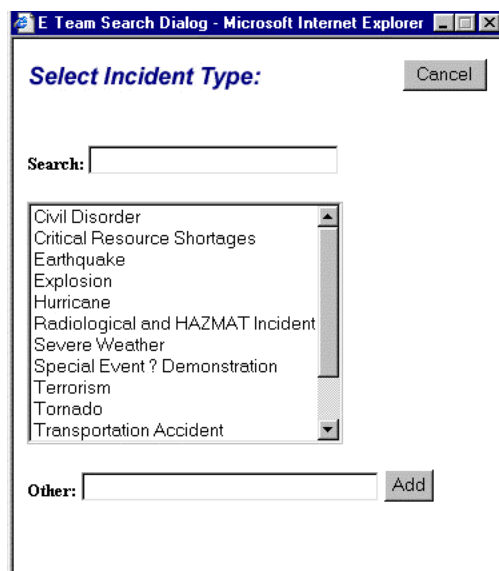 E Team Search Dialog - Microsoft Internet Explorer
Select Incident Type:
Cancel
Search:
Civil Disorder
Critical Resource Shortages
Earthquake
Explosion
Hurricane
Radiological and HAZMAT Incident
Severe Weather
Special Event ? Demonstration
Terrorism
Tornado
Transportation Accident
Other:
Add